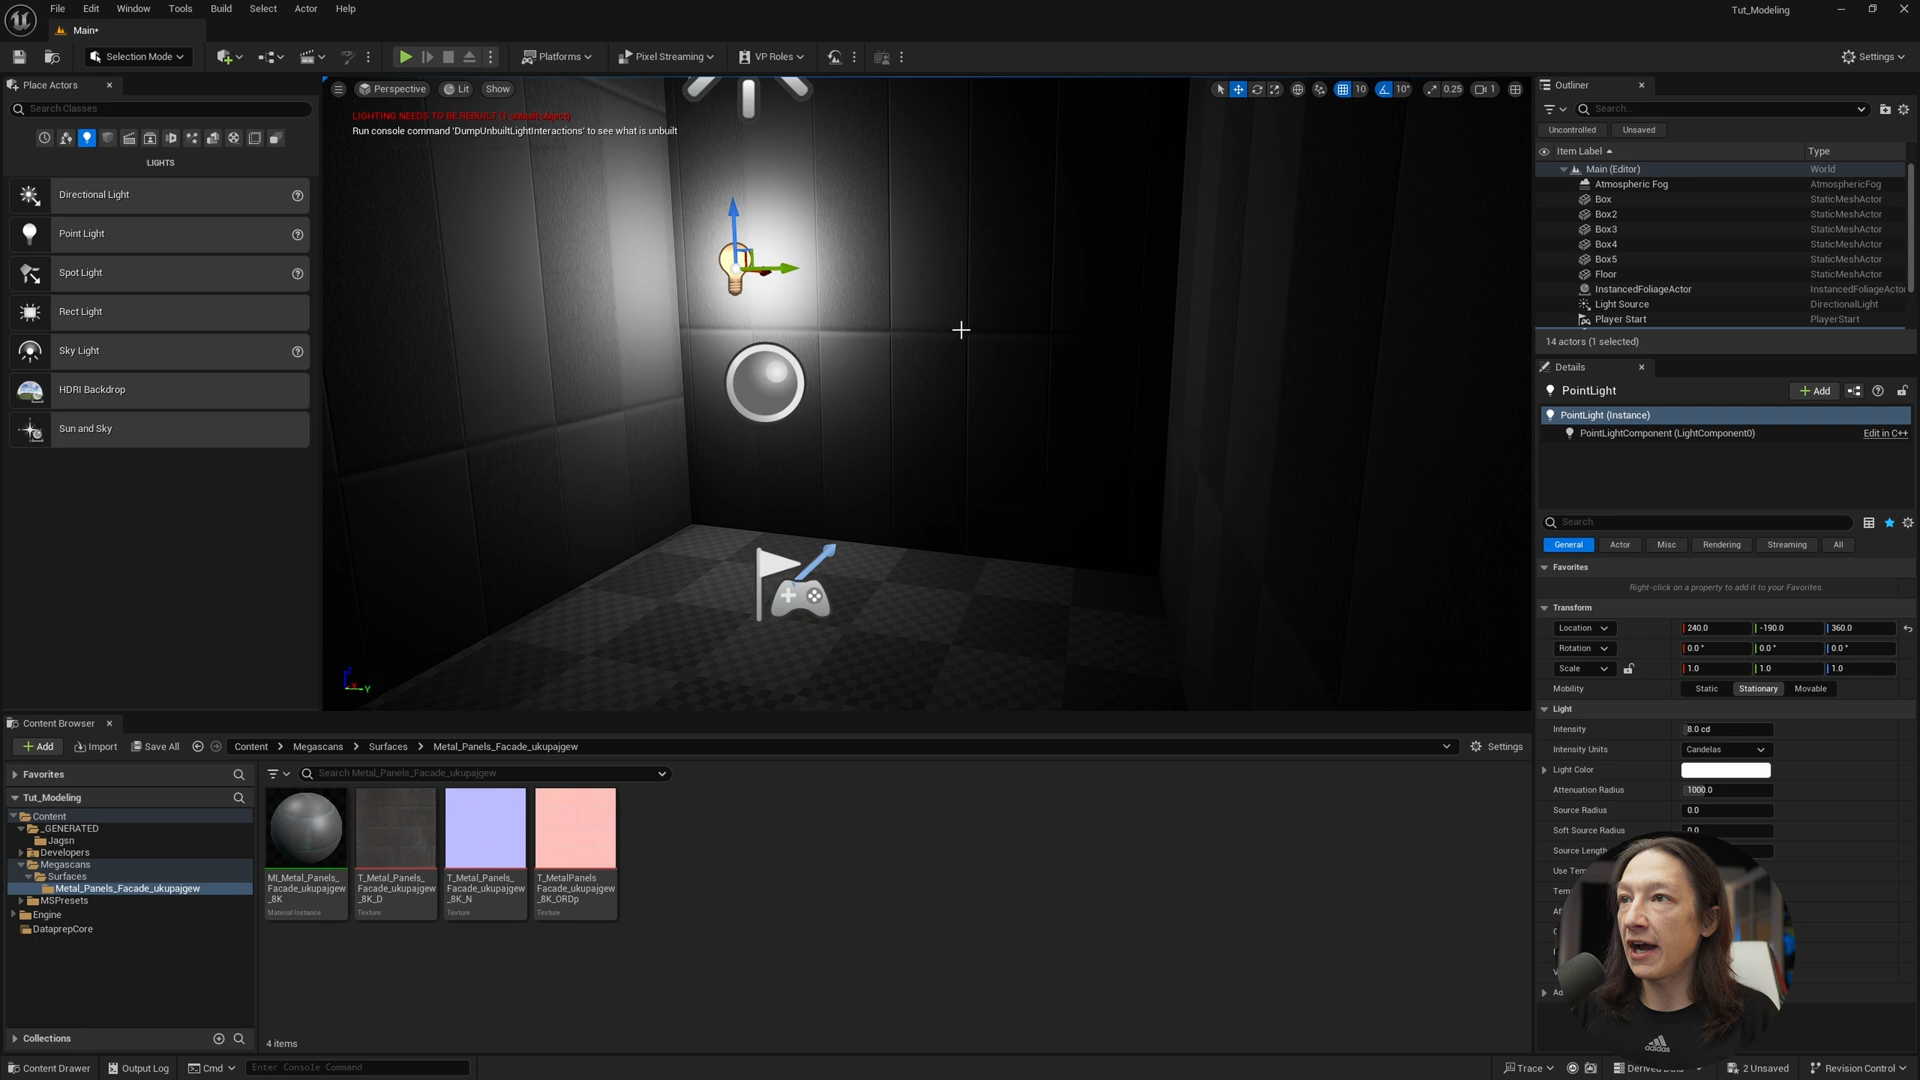 File Edit Window Tools Build Select Actor Help
Tut_Modeling
Main•
Selection Mode
Platforms
Pixel Streaming
VP Roles
Settings
Place Actors
Search Classes
LIGHTS
Directional Light
Point Light
Spot Light
Rect Light
Sky Light
HDRI Backdrop
Sun and Sky
Perspective Lit Show
10 10° 0.25 1
LIGHTING NEEDS TO BE REBUILT (1 unbuilt object)
Run console command 'DumpUnbuiltLightInteractions' to see what is unbuilt
Outliner
Search...
Uncontrolled Unsaved
Item Label Type
Main (Editor) World
Atmospheric Fog AtmosphericFog
Box StaticMeshActor
Box2 StaticMeshActor
Box3 StaticMeshActor
Box4 StaticMeshActor
Box5 StaticMeshActor
Floor StaticMeshActor
InstancedFoliageActor InstancedFoliageActor
Light Source DirectionalLight
Player Start PlayerStart
14 actors (1 selected)
Details
PointLight
Add
PointLight (Instance)
PointLightComponent (LightComponent0) Edit in C++
Search
General Actor Misc Rendering Streaming All
Favorites
Right-click on a property to add it to your Favorites.
Transform
Location 240.0 -190.0 360.0
Rotation 0.0 ° 0.0 ° 0.0 °
Scale 1.0 1.0 1.0
Mobility Static Stationary Movable
Light
Intensity 8.0 cd
Intensity Units Candelas
Light Color
Attenuation Radius 1000.0
Source Radius 0.0
Soft Source Radius 0.0
Source Length
Use
adidas
Content Browser
Add Import Save All Content Megascans Surfaces Metal_Panels_Facade_ukupajgew Settings
Favorites
Search Metal_Panels_Facade_ukupajgew
Tut_Modeling
Content
_GENERATED
Jagsn
Developers
Megascans
Surfaces
Metal_Panels_Facade_ukupajgew
MSPresets
Engine
DataprepCore
MI_Metal_Panels_
Facade_ukupajgew
_8K
Material Instance
T_Metal_Panels_
Facade_ukupajgew
_8K_D
Texture
T_Metal_Panels_
Facade_ukupajgew
_8K_N
Texture
T_MetalPanels
Facade_ukupajgew
_8K_ORDp
Texture
Collections
4 items
Content Drawer Output Log Cmd Enter Console Command
Trace Derived Data 2 Unsaved Revision Control